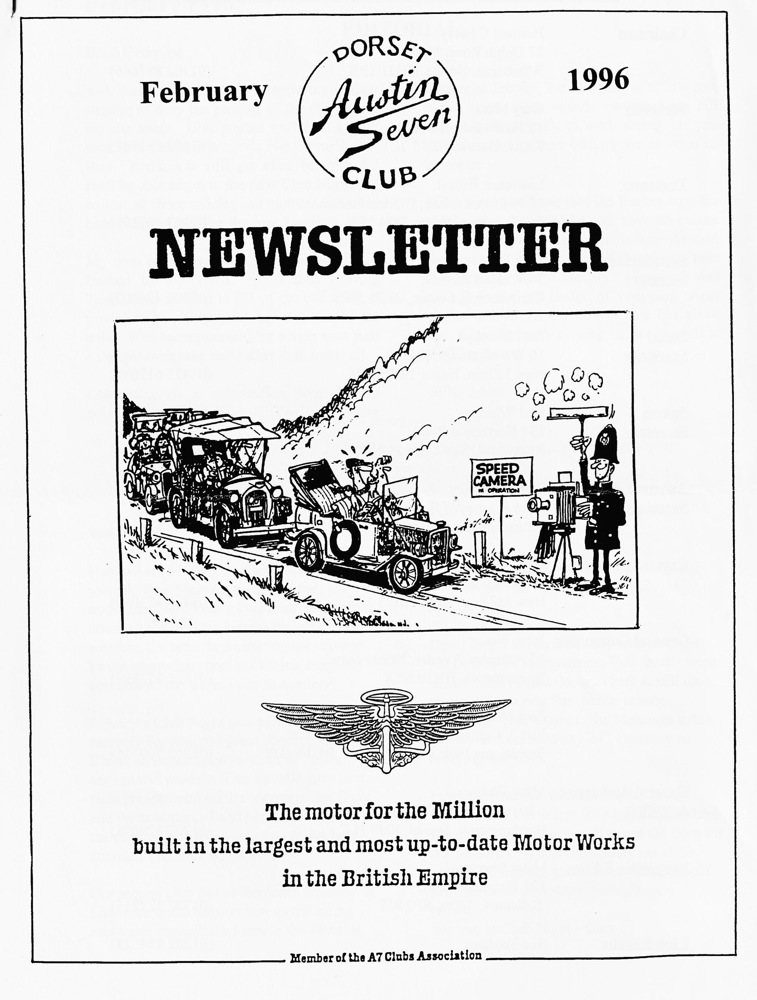 DORSET
February
1996
Austin
Seven
CLUB
NEWSLETTER
SPEED
CAMERA
IN OPERATION
The motor for the Million
built in the largest and most up-to-date Motor Works
in the British Empire
Member of the A7 Clubs Association